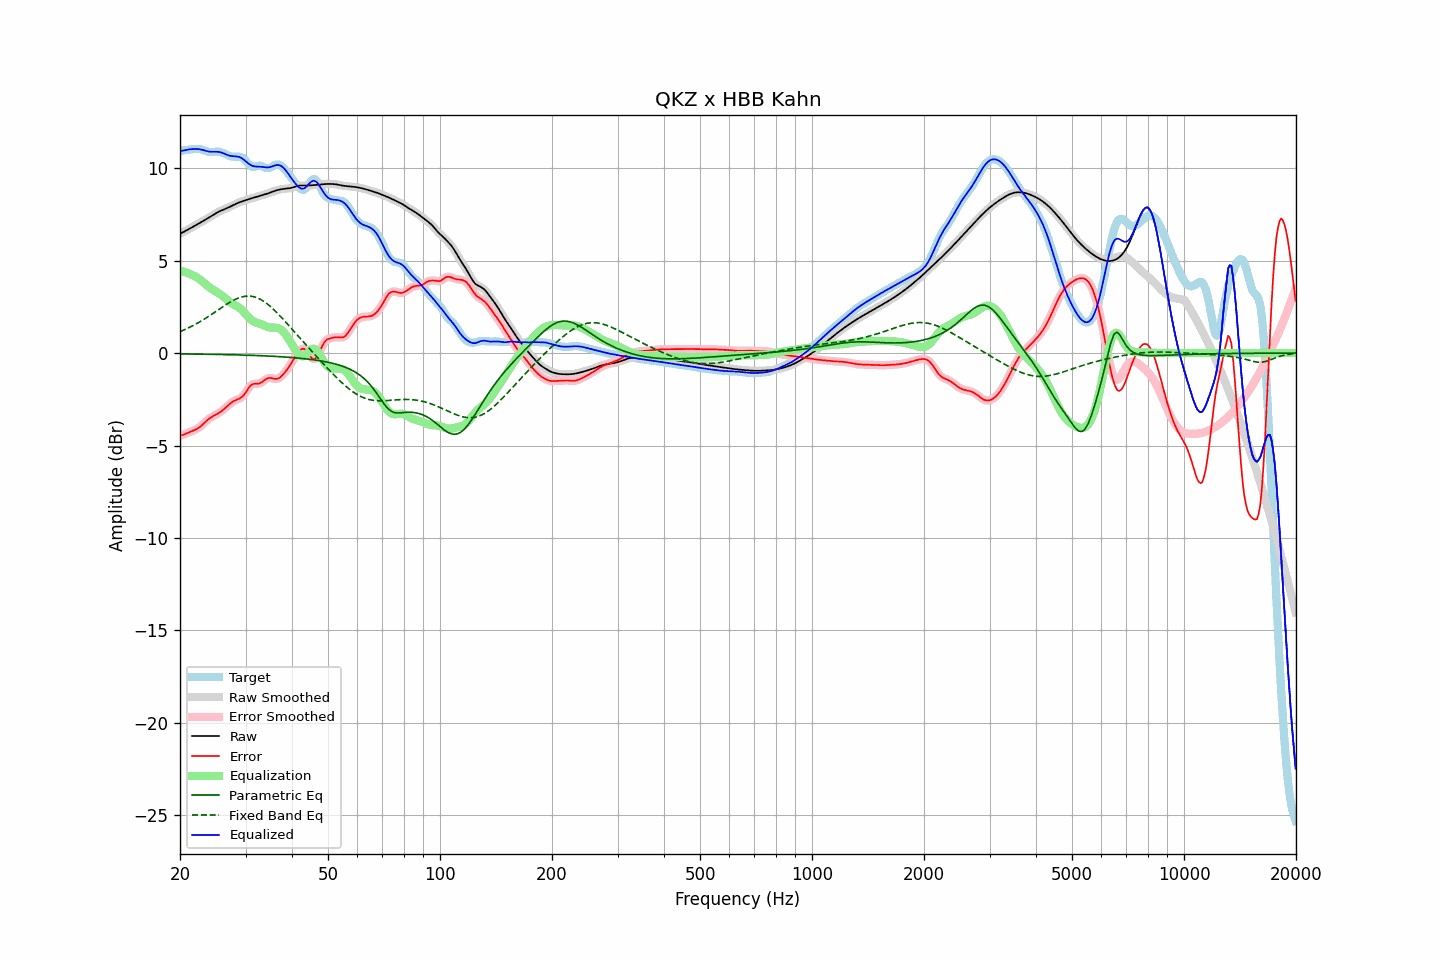 QKZ x HBB Kahn
Amplitude (dBr)
10
5
0
−5
−10
−15
−20
−25
Target
Raw Smoothed
Error Smoothed
Raw
Error
Equalization
Parametric Eq
Fixed Band Eq
Equalized
20 50 100 200 500 1000 2000 5000 10000 20000
Frequency (Hz)